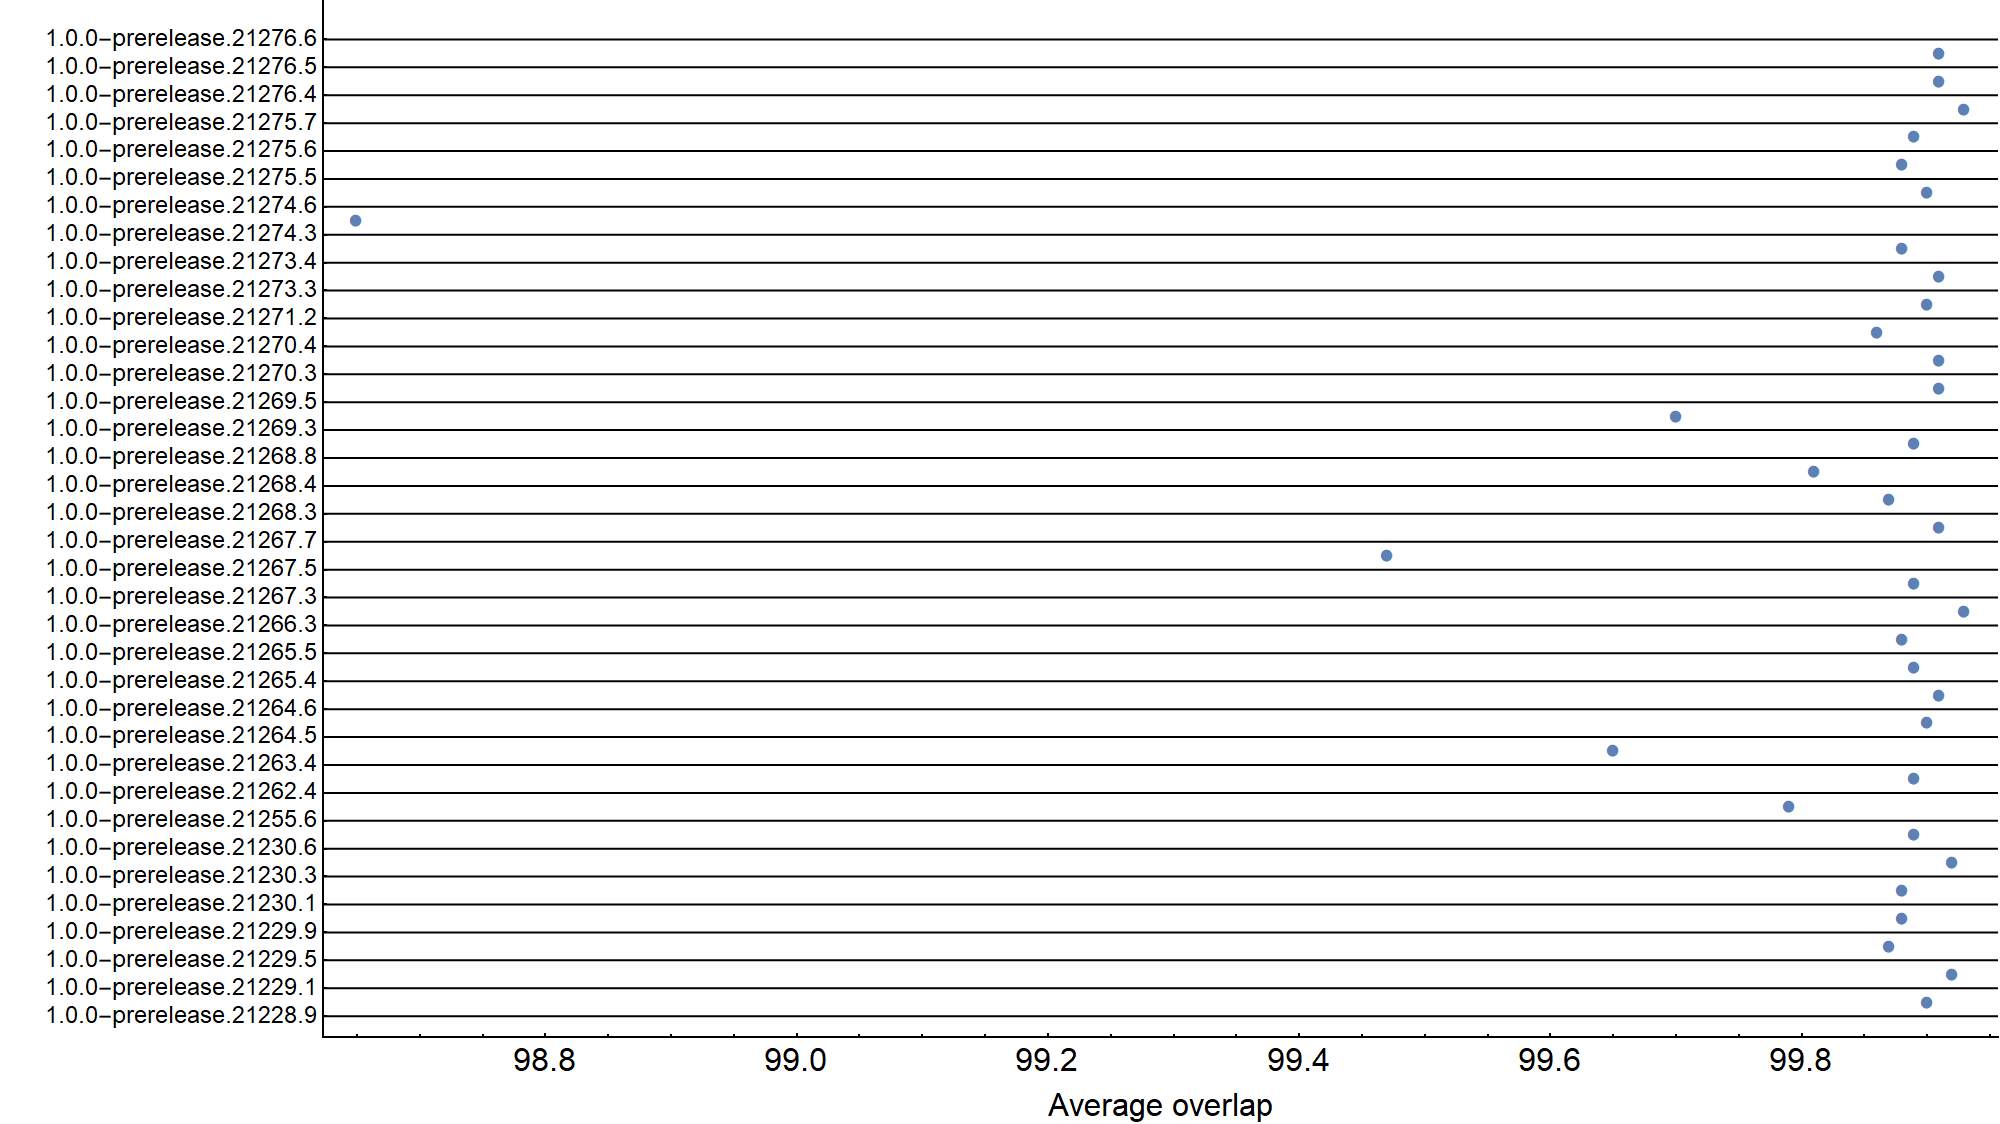 1.0.0−prerelease.21276.6
1.0.0−prerelease.21276.5
1.0.0−prerelease.21276.4
1.0.0−prerelease.21275.7
1.0.0−prerelease.21275.6
1.0.0−prerelease.21275.5
1.0.0−prerelease.21274.6
1.0.0−prerelease.21274.3
1.0.0−prerelease.21273.4
1.0.0−prerelease.21273.3
1.0.0−prerelease.21271.2
1.0.0−prerelease.21270.4
1.0.0−prerelease.21270.3
1.0.0−prerelease.21269.5
1.0.0−prerelease.21269.3
1.0.0−prerelease.21268.8
1.0.0−prerelease.21268.4
1.0.0−prerelease.21268.3
1.0.0−prerelease.21267.7
1.0.0−prerelease.21267.5
1.0.0−prerelease.21267.3
1.0.0−prerelease.21266.3
1.0.0−prerelease.21265.5
1.0.0−prerelease.21265.4
1.0.0−prerelease.21264.6
1.0.0−prerelease.21264.5
1.0.0−prerelease.21263.4
1.0.0−prerelease.21262.4
1.0.0−prerelease.21255.6
1.0.0−prerelease.21230.6
1.0.0−prerelease.21230.3
1.0.0−prerelease.21230.1
1.0.0−prerelease.21229.9
1.0.0−prerelease.21229.5
1.0.0−prerelease.21229.1
1.0.0−prerelease.21228.9
98.8 99.0 99.2 99.4 99.6 99.8
Average overlap